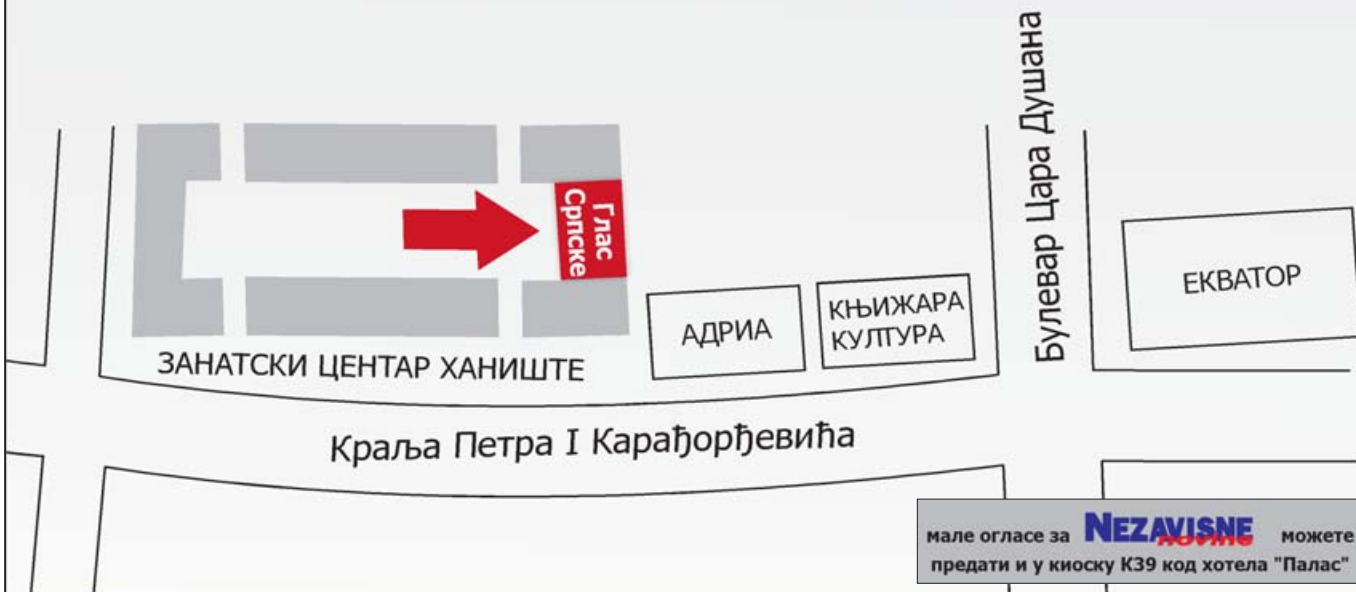 Булевар Цара Душана
Глас
Српске
ЕКВАТОР
КЊИЖАРА
КУЛТУРА
АДРИА
ЗАНАТСКИ ЦЕНТАР ХАНИШТЕ
Краља Петра I Карађорђевића
мале огласе за NEZAVISNE novine можете
предати и у киоску К39 код хотела "Палас"